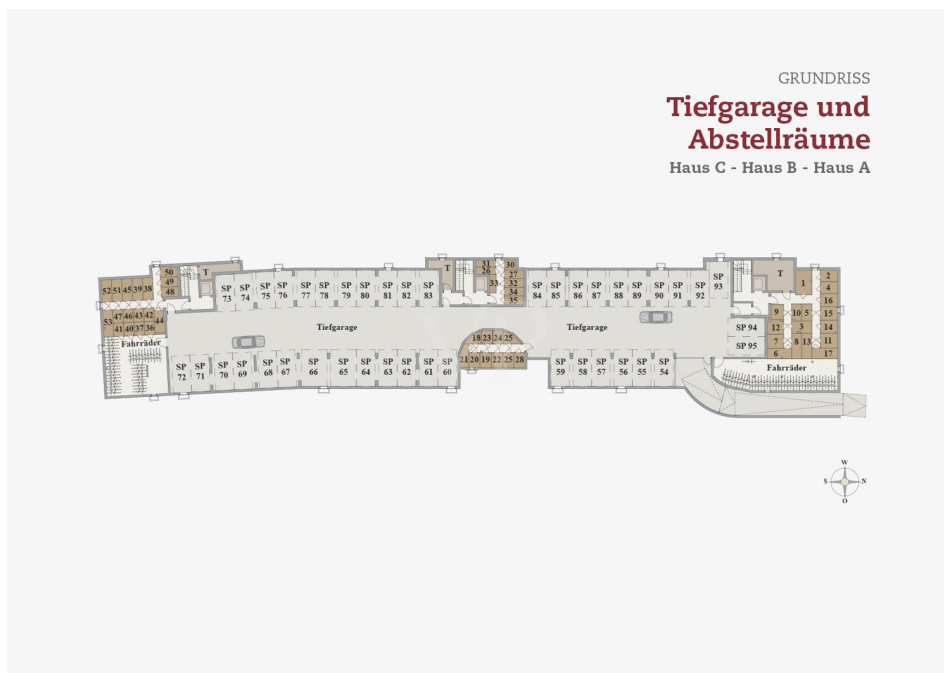 GRUNDRISS
Tiefgarage und
Abstellräume
Haus C - Haus B - Haus A
50
49
48
T
52 51 45 39 38
53
47 46 43 42
44
41 40 37 36
Fahrräder
SP 73
SP 74
SP 75
SP 76
SP 77
SP 78
SP 79
SP 80
SP 81
SP 82
SP 83
T
31
26
33
30
27
32
34
35
SP 84
SP 85
SP 86
SP 87
SP 88
SP 89
SP 90
SP 91
SP 92
SP 93
T
1
2
4
16
15
14
11
17
9
10 5
12
3
7
8 13
6
SP 94
SP 95
Tiefgarage
Tiefgarage
18 23 24 25
21 20 19 22 25 28
SP 72
SP 71
SP 70
SP 69
SP 68
SP 67
SP 66
SP 65
SP 64
SP 63
SP 62
SP 61
SP 60
SP 59
SP 58
SP 57
SP 56
SP 55
SP 54
Fahrräder
W
S
N
O